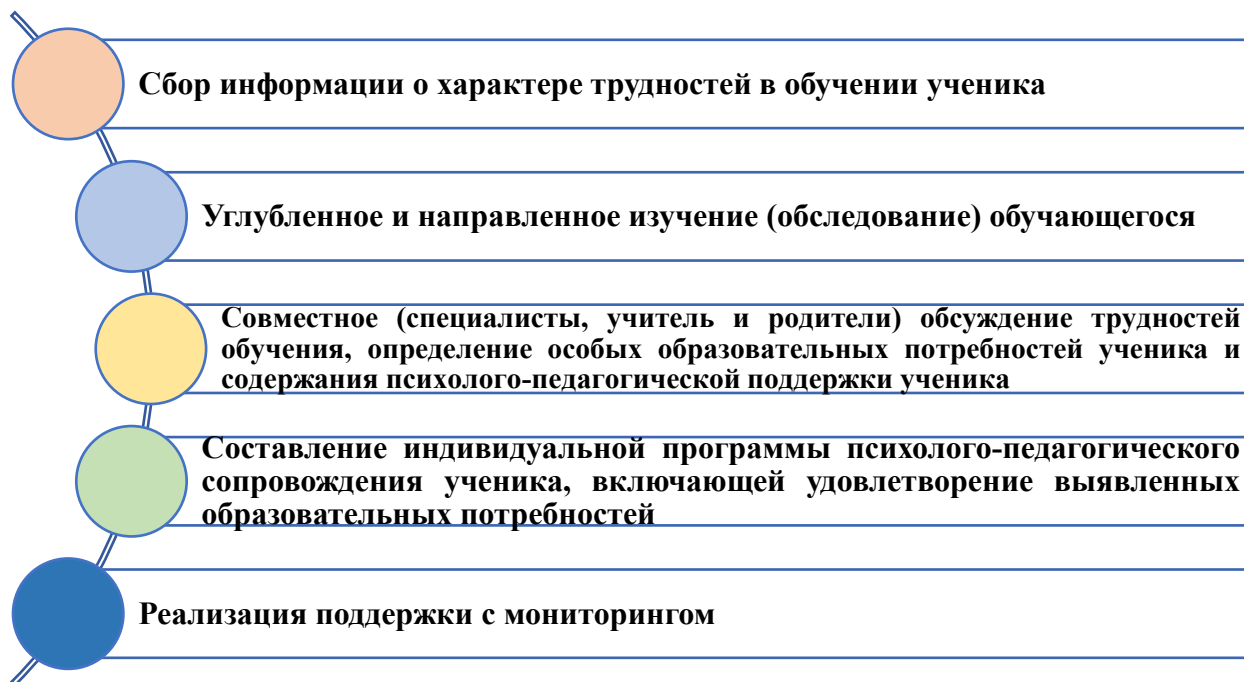 Сбор информации о характере трудностей в обучении ученика
Углубленное и направленное изучение (обследование) обучающегося
Совместное (специалисты, учитель и родители) обсуждение трудностей
обучения, определение особых образовательных потребностей ученика и
содержания психолого-педагогической поддержки ученика
Составление индивидуальной программы психолого-педагогического
сопровождения ученика, включающей удовлетворение выявленных
образовательных потребностей
Реализация поддержки с мониторингом